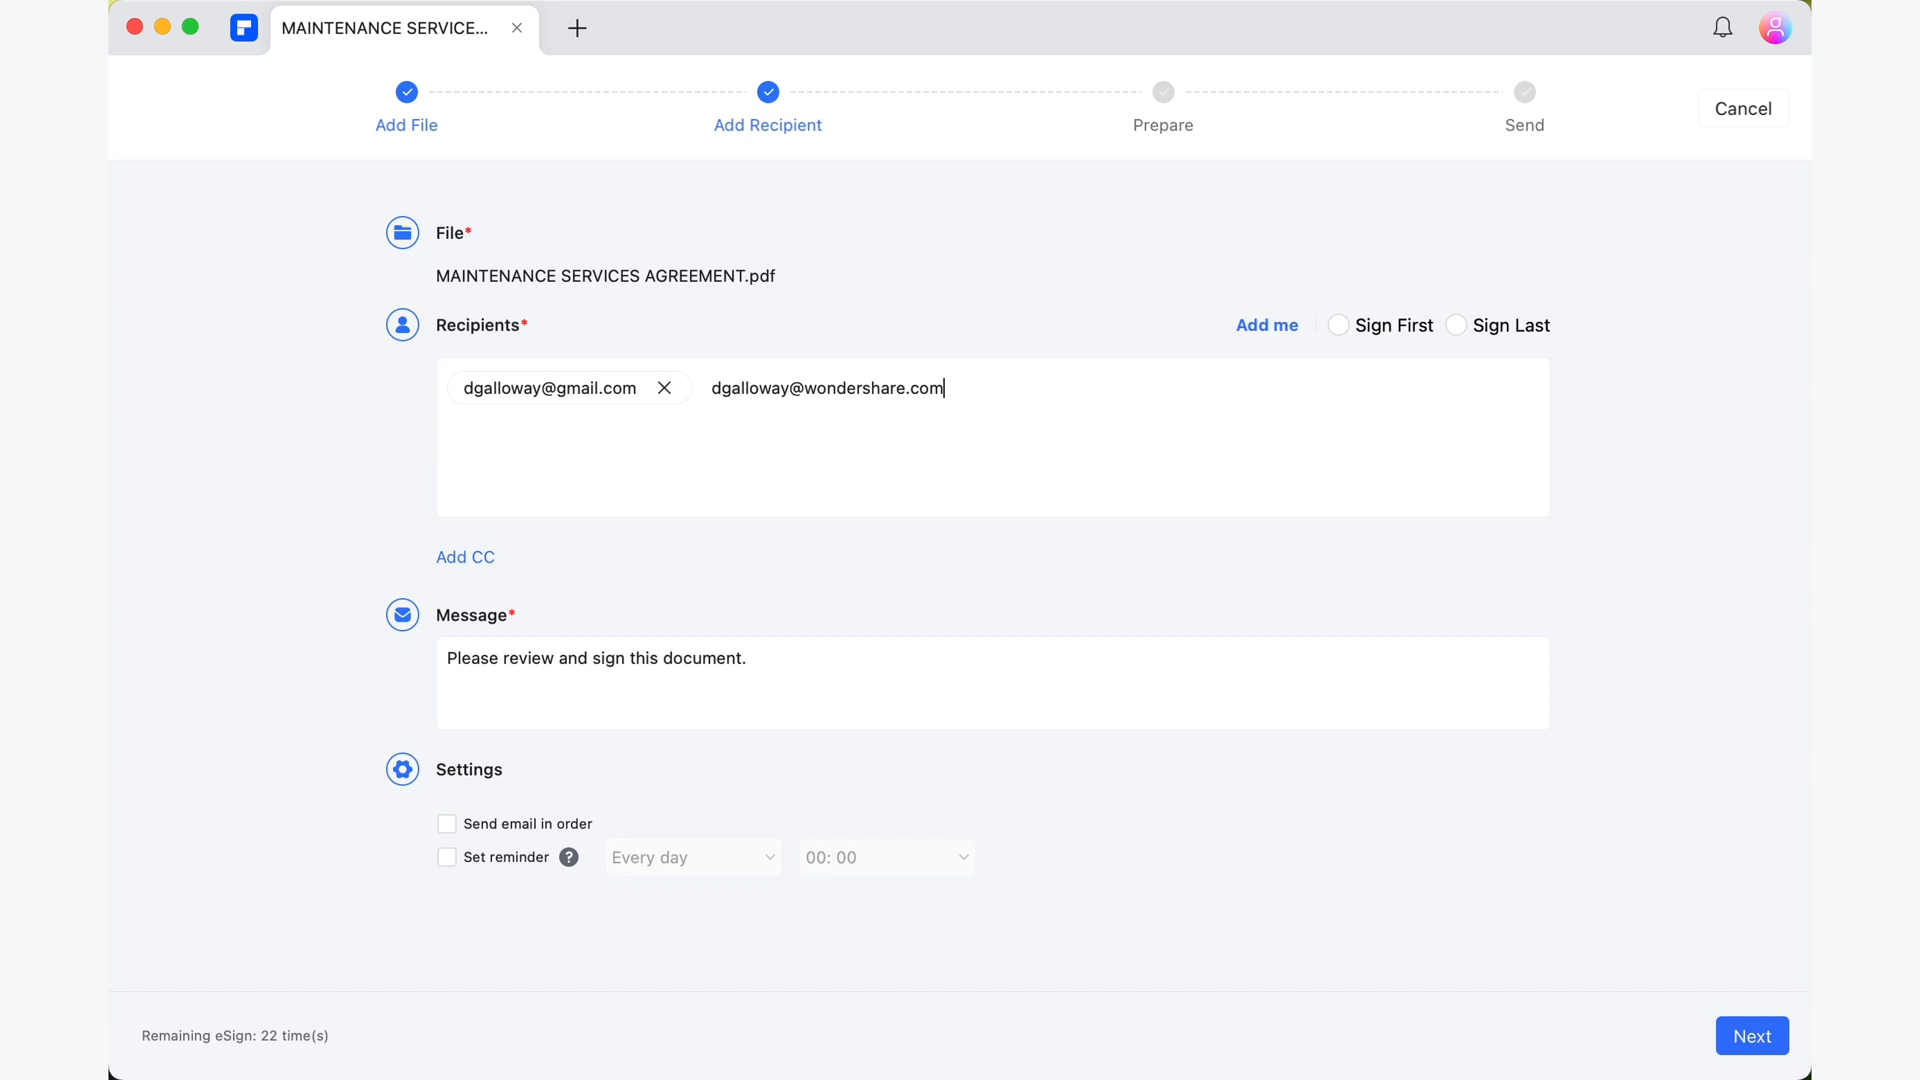 MAINTENANCE SERVICE...
Add File
Add Recipient
Prepare
Send
Cancel
File*
MAINTENANCE SERVICES AGREEMENT.pdf
Recipients*
Add me
Sign First
Sign Last
dgalloway@gmail.com
dgalloway@wondershare.com
Add CC
Message*
Please review and sign this document.
Settings
Send email in order
Set reminder ? Every day 00: 00
Remaining eSign: 22 time(s)
Next